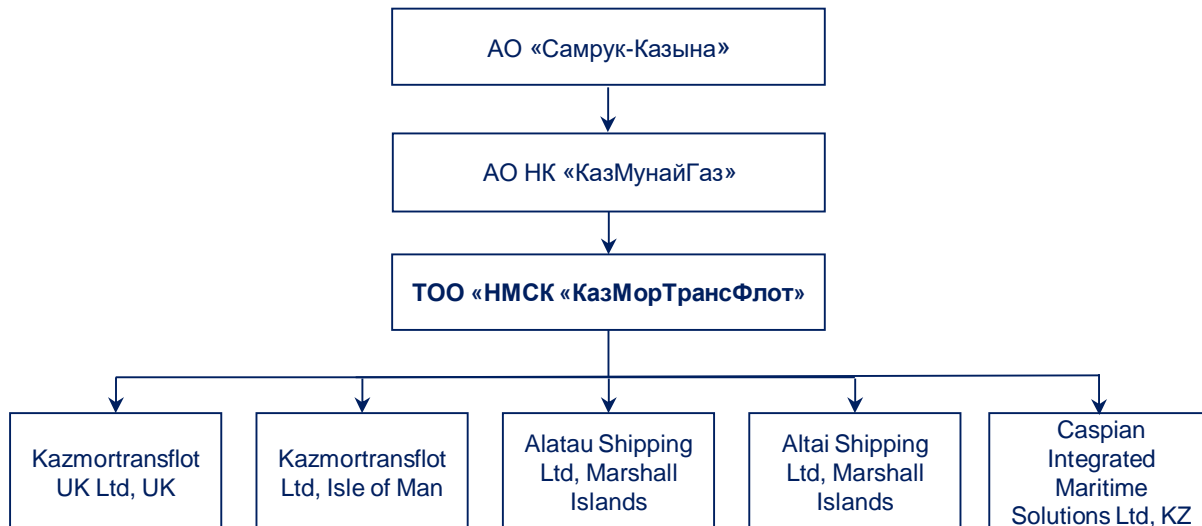 АО «Самрук-Казына»
АО НК «КазМунайГаз»
ТОО «НМСК «КазМорТрансФлот»
Kazmortransflot
UK Ltd, UK
Kazmortransflot
Ltd, Isle of Man
Alatau Shipping
Ltd, Marshall
Islands
Altai Shipping
Ltd, Marshall
Islands
Caspian
Integrated
Maritime
Solutions Ltd, KZ